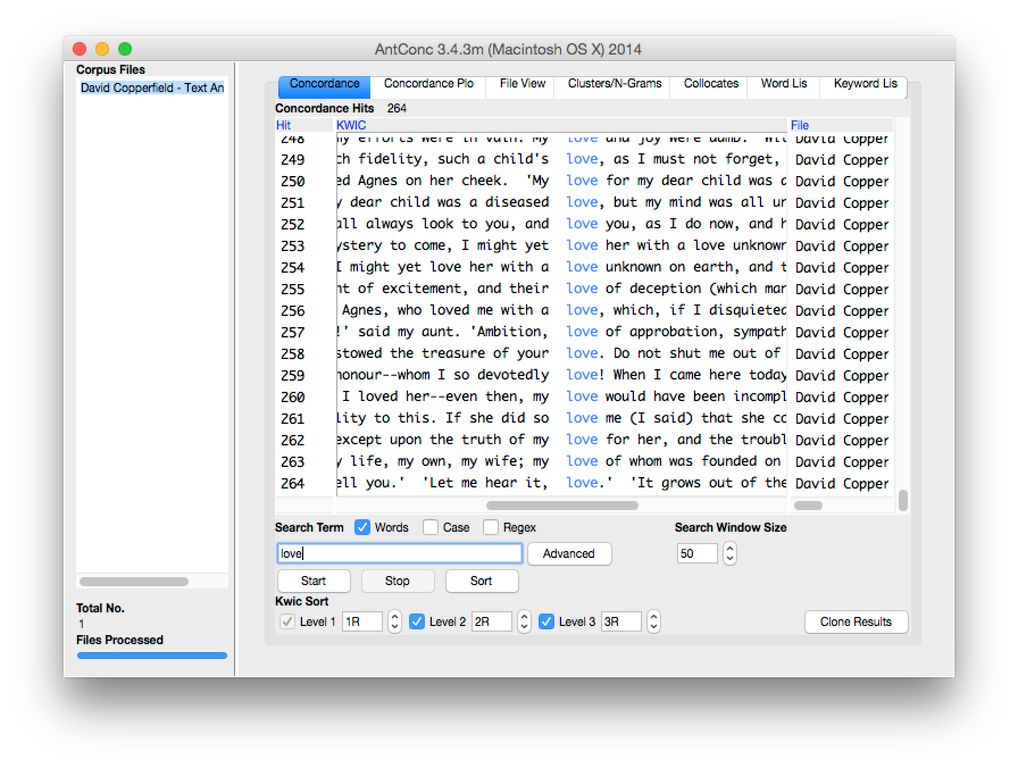 AntConc 3.4.3m (Macintosh OS X) 2014
Corpus Files
David Copperfield - Text An
Total No.
1
Files Processed
Concordance Concordance Plo File View Clusters/N-Grams Collocates Word Lis Keyword Lis
Concordance Hits 264
Hit KWIC File
248 ny efforts were in vain. My love and joy were dumb. Wit David Copper
249 ch fidelity, such a child's love, as I must not forget, David Copper
250 ed Agnes on her cheek. 'My love for my dear child was a David Copper
251 y dear child was a diseased love, but my mind was all un David Copper
252 all always look to you, and love you, as I do now, and h David Copper
253 ystery to come, I might yet love her with a love unknown David Copper
254 I might yet love her with a love unknown on earth, and t David Copper
255 nt of excitement, and their love of deception (which mar David Copper
256 Agnes, who loved me with a love, which, if I disquieted David Copper
257 !' said my aunt. 'Ambition, love of approbation, sympath David Copper
258 stowed the treasure of your love. Do not shut me out of David Copper
259 honour--whom I so devotedly love! When I came here today David Copper
260 I loved her--even then, my love would have been incompl David Copper
261 lity to this. If she did so love me (I said) that she co David Copper
262 except upon the truth of my love for her, and the troubl David Copper
263 y life, my own, my wife; my love of whom was founded on David Copper
264 ell you.' 'Let me hear it, love.' 'It grows out of the David Copper
Search Term Words Case Regex Search Window Size
love Advanced 50
Start Stop Sort
Kwic Sort
Level 1 1R Level 2 2R Level 3 3R Clone Results